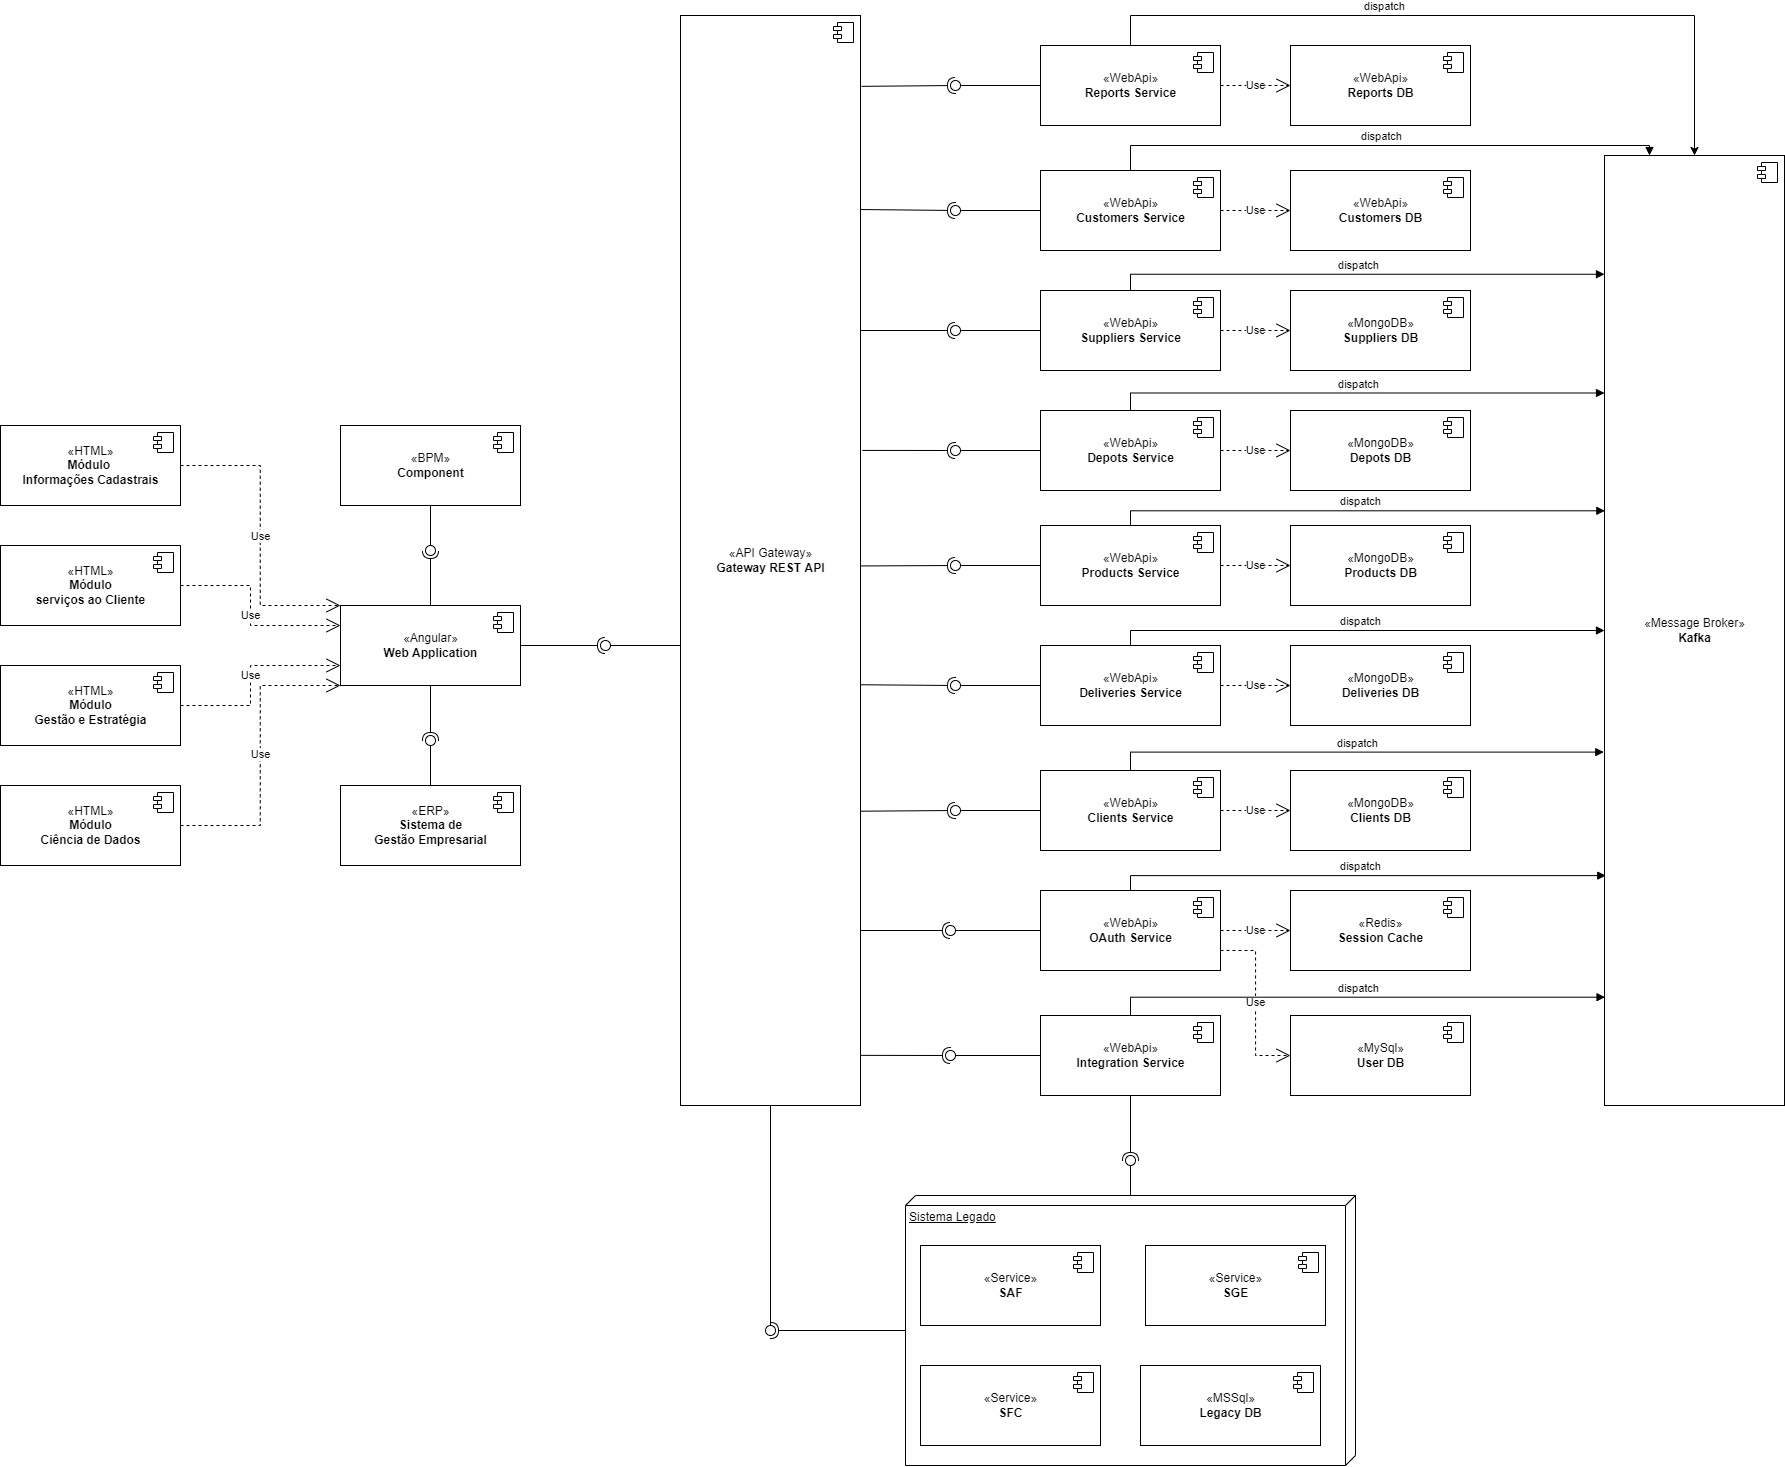 dispatch
«WebApi»
Reports Service
Use
«WebApi»
Reports DB
dispatch
«WebApi»
Customers Service
Use
«WebApi»
Customers DB
dispatch
«WebApi»
Suppliers Service
Use
«MongoDB»
Suppliers DB
dispatch
«WebApi»
Depots Service
Use
«MongoDB»
Depots DB
«HTML»
Módulo
Informações Cadastrais
Use
«BPM»
Component
dispatch
«API Gateway»
Gateway REST API
«WebApi»
Products Service
Use
«MongoDB»
Products DB
«HTML»
Módulo
serviços ao Cliente
Use
«Angular»
Web Application
dispatch
«Message Broker»
Kafka
«WebApi»
Deliveries Service
Use
«MongoDB»
Deliveries DB
«HTML»
Módulo
Gestão e Estratégia
Use
dispatch
«HTML»
Módulo
Ciência de Dados
Use
«ERP»
Sistema de
Gestão Empresarial
«WebApi»
Clients Service
Use
«MongoDB»
Clients DB
dispatch
«WebApi»
OAuth Service
Use
«Redis»
Session Cache
dispatch
Use
«WebApi»
Integration Service
«MySql»
User DB
Sistema Legado
«Service»
SAF
«Service»
SGE
«Service»
SFC
«MSSql»
Legacy DB